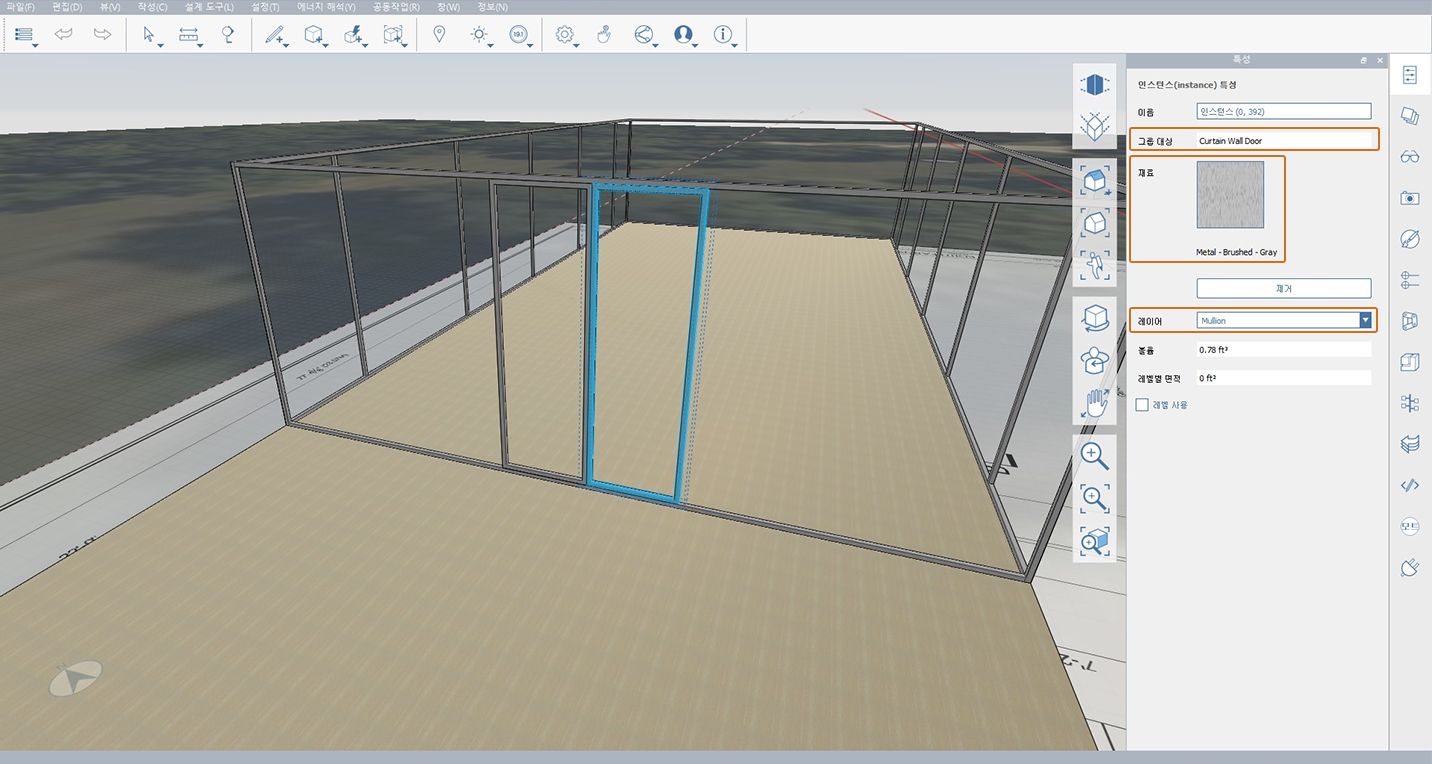 파일(F) 편집(D) 뷰(V) 작성(C) 설계 도구(L) 설정(T) 에너지 해석(Y) 공동작업(R) 창(W) 정보(N)
19.1
특성
인스턴스(instance) 특성
이름 인스턴스 (0, 392)
그룹 대상 Curtain Wall Door
재료
Metal - Brushed - Gray
제거
레이어 Mullion
볼륨 0.78 ft³
레벨별 면적 0 ft²
레벨 사용
모드
N